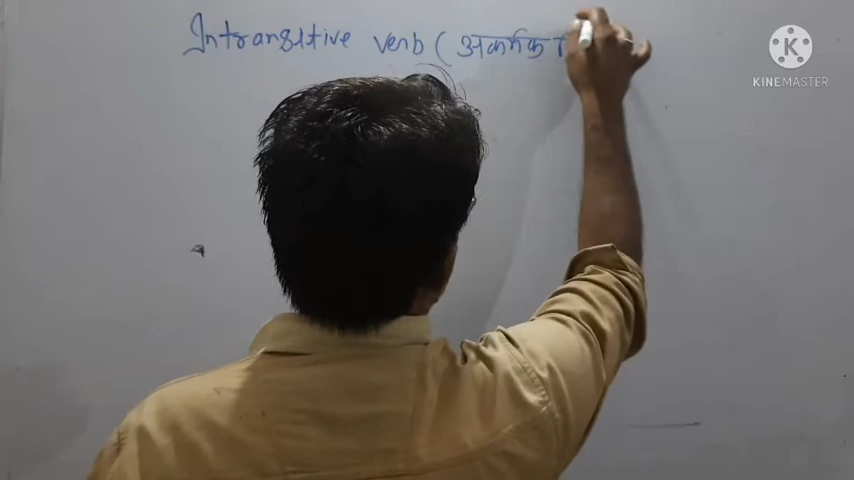 Intransitive verb (अकर्मक
K
KINEMASTER